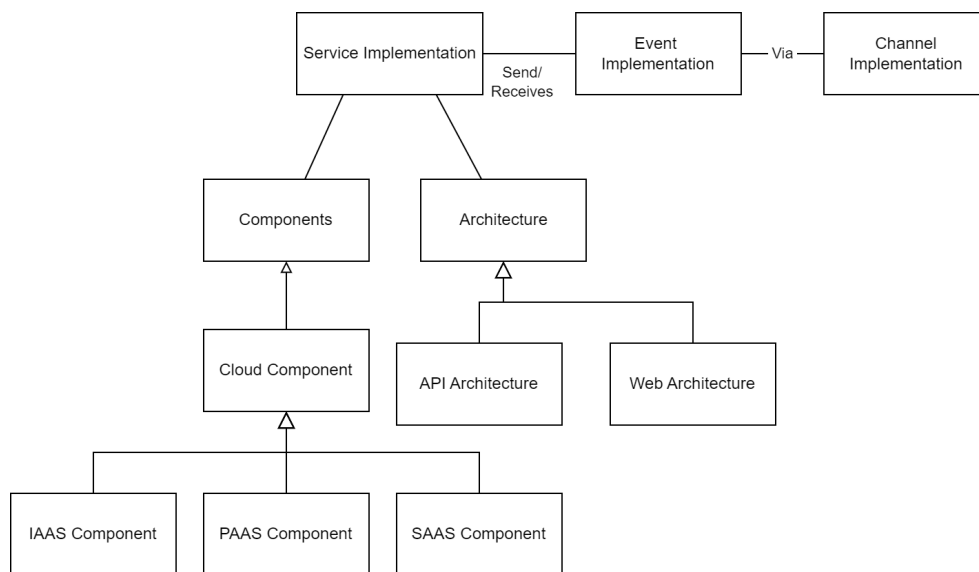 Service Implementation
Send/
Receives
Event
Implementation
Via
Channel
Implementation
Components
Architecture
Cloud Component
API Architecture
Web Architecture
IAAS Component
PAAS Component
SAAS Component